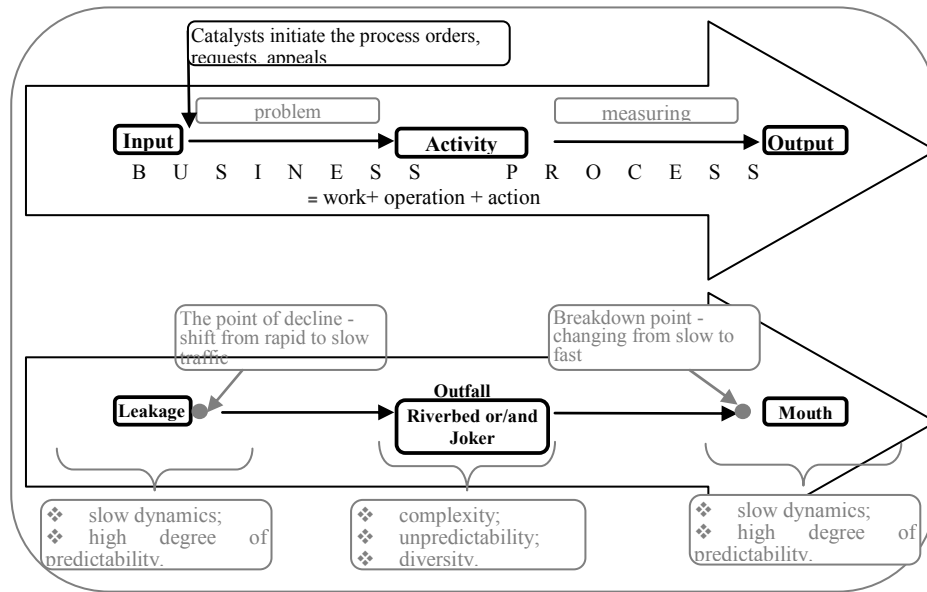 Catalysts initiate the process orders,
requests, appeals
problem
measuring
Input
Activity
Output
B U S I N E S S P R O C E S S
= work+ operation + action
The point of decline -
shift from rapid to slow
traffic
Breakdown point -
changing from slow to
fast
Leakage
Outfall
Riverbed or/and
Joker
Mouth
❖ slow dynamics;
❖ high degree of
predictability.
❖ complexity;
❖ unpredictability;
❖ diversity.
❖ slow dynamics;
❖ high degree of
predictability.